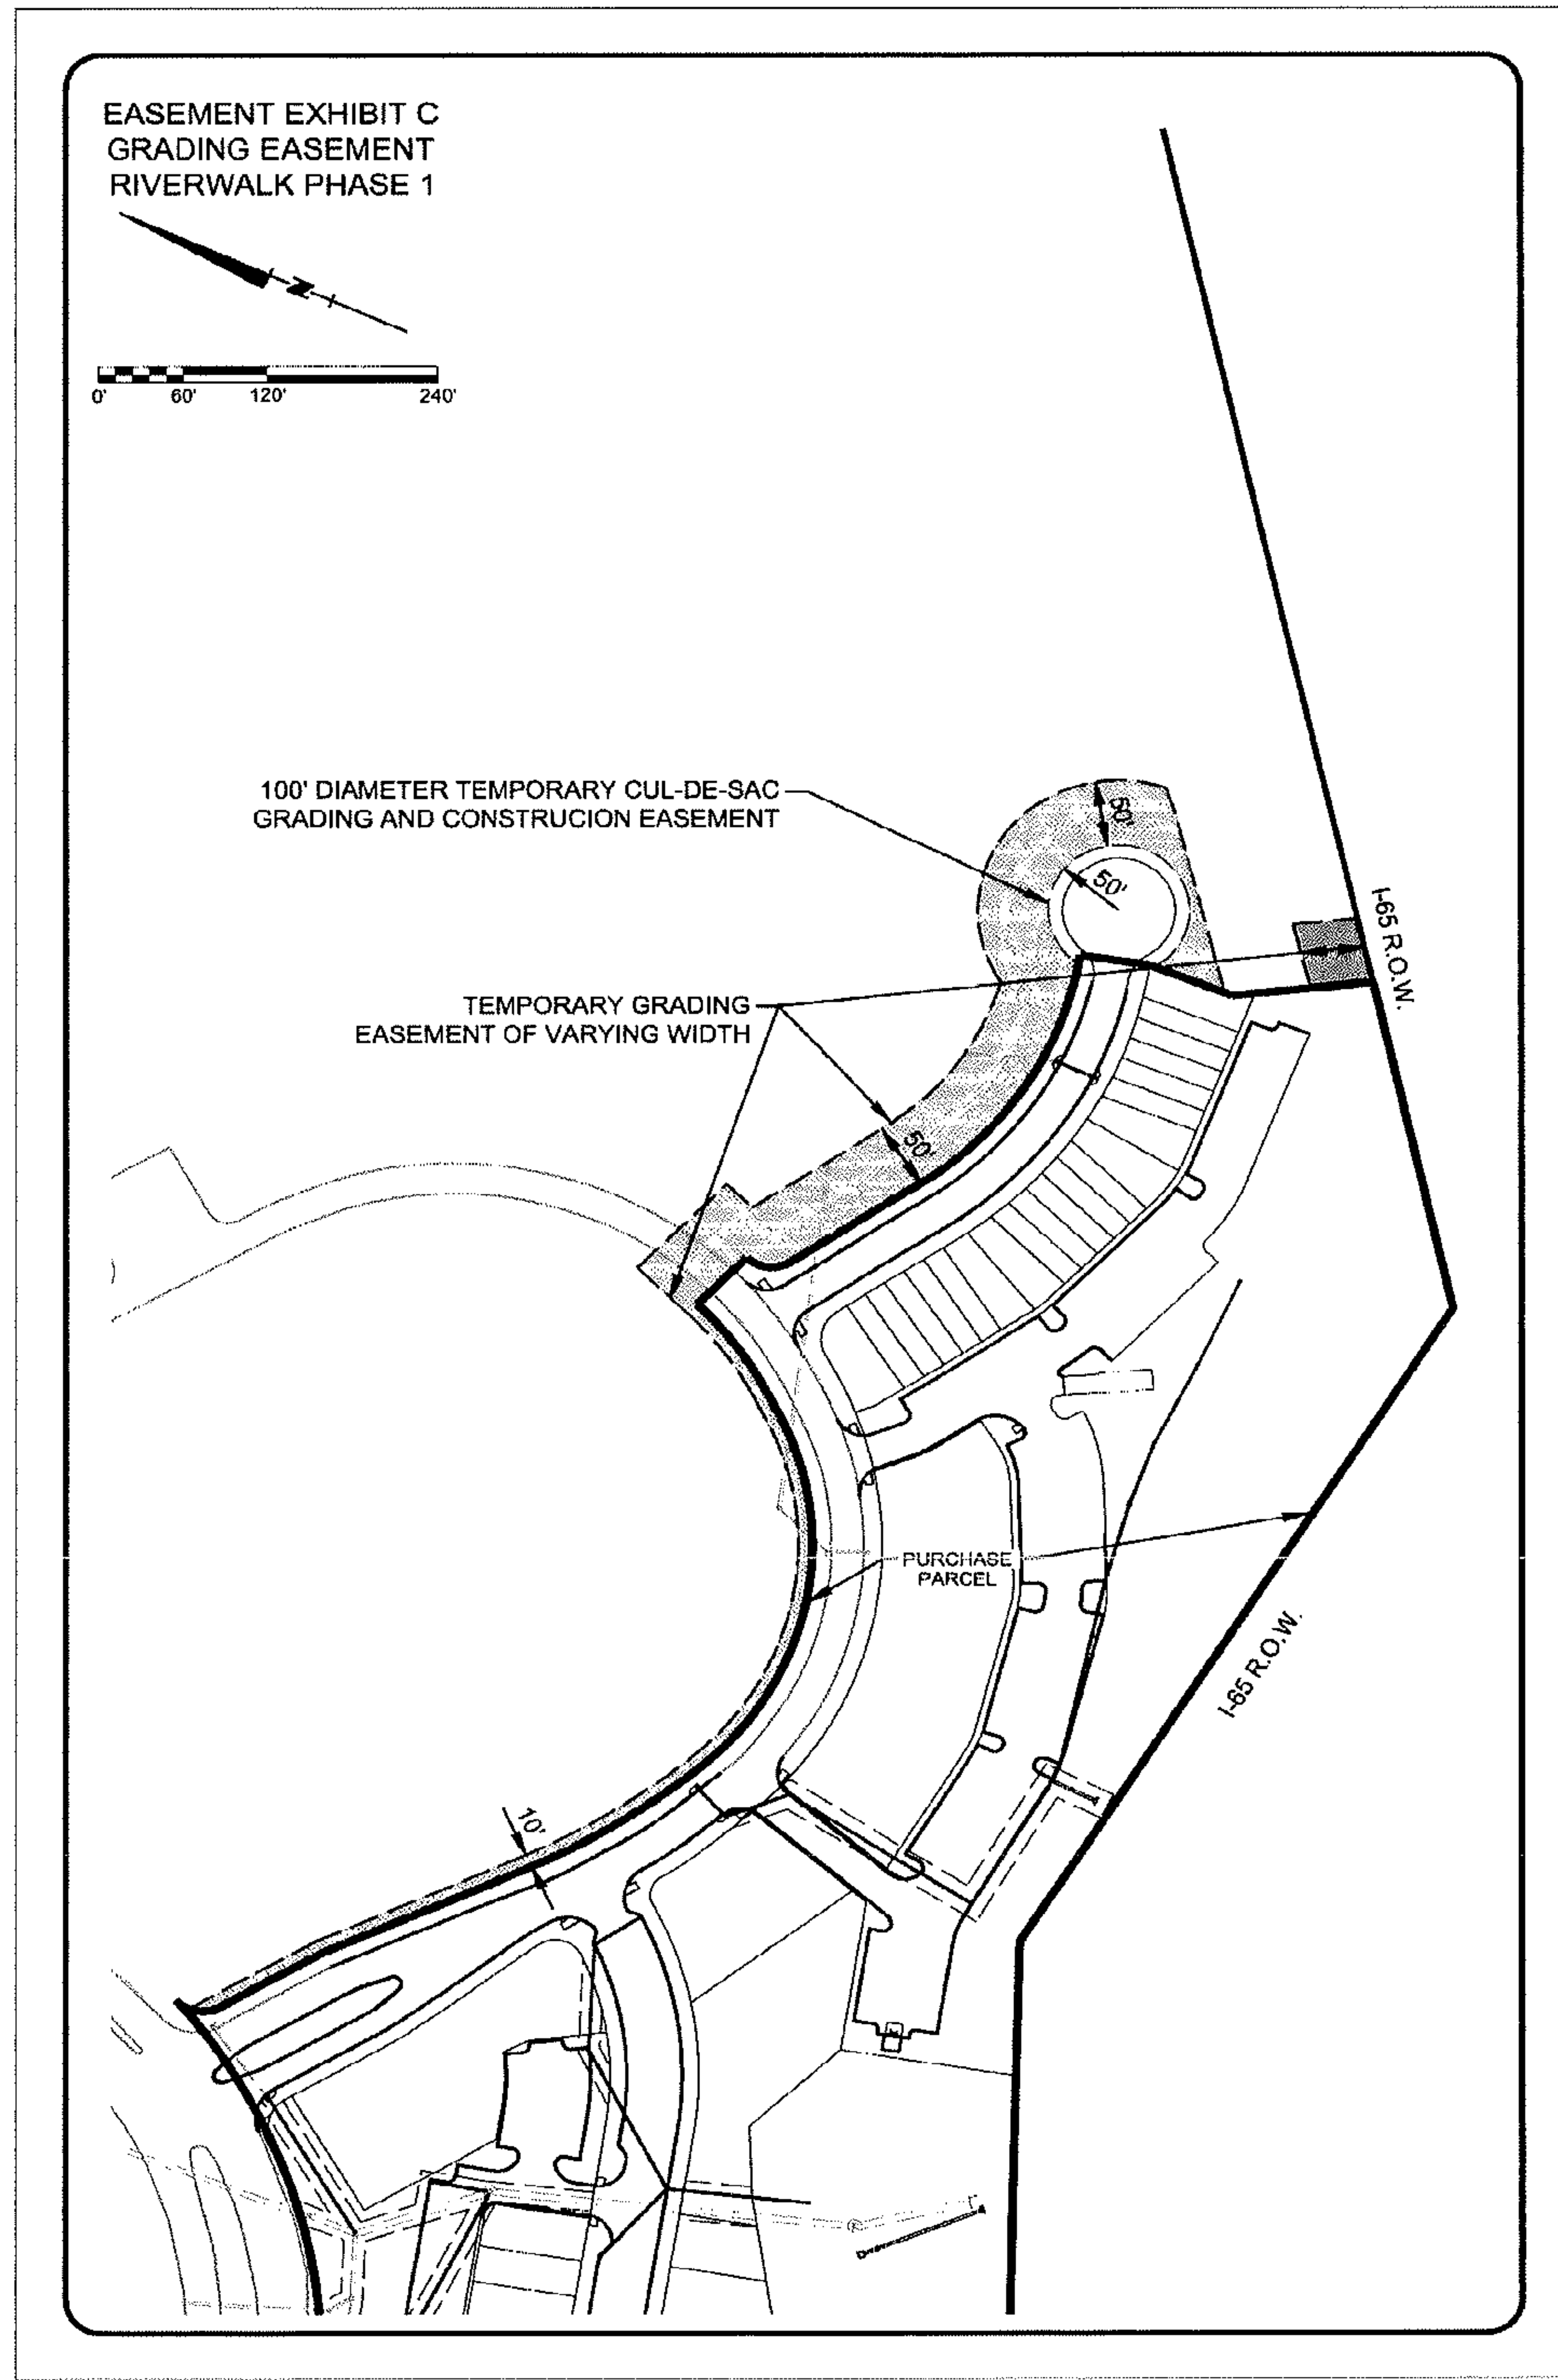 EASEMENT EXHIBIT C
GRADING EASEMENT
RIVERWALK PHASE 1
N
0' 60' 120' 240'
100' DIAMETER TEMPORARY CUL-DE-SAC
GRADING AND CONSTRUCION EASEMENT
50'
50'
I-65 R.O.W.
TEMPORARY GRADING
EASEMENT OF VARYING WIDTH
50'
PURCHASE
PARCEL
I-65 R.O.W.
10'